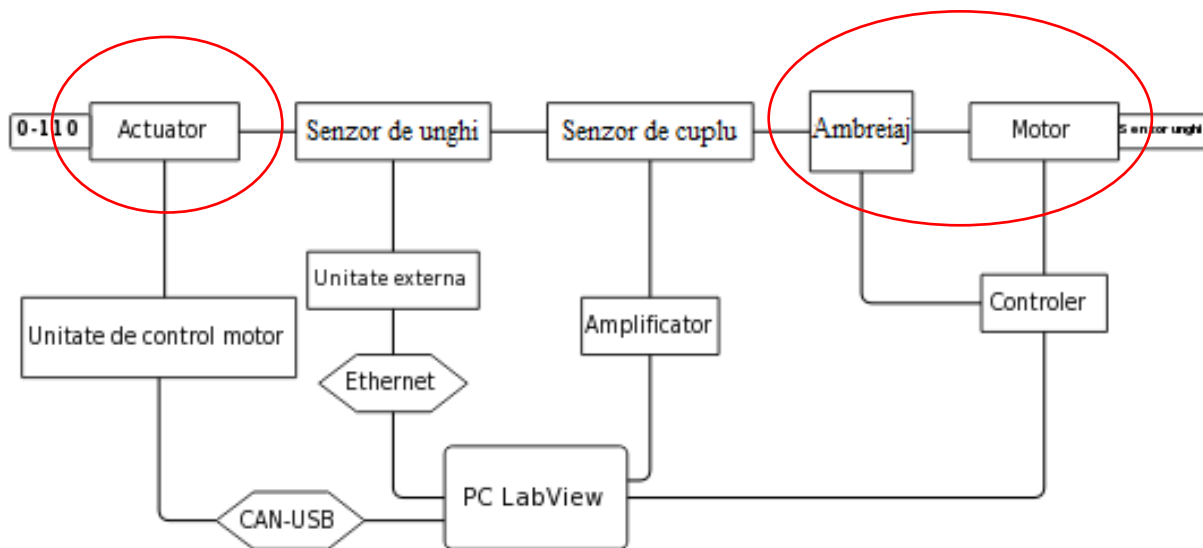 0-110
Actuator
Senzor de unghi
Senzor de cuplu
Ambreiaj
Motor
Senzor unghi
Unitate de control motor
Unitate externa
Amplificator
Controler
Ethernet
PC LabView
CAN-USB